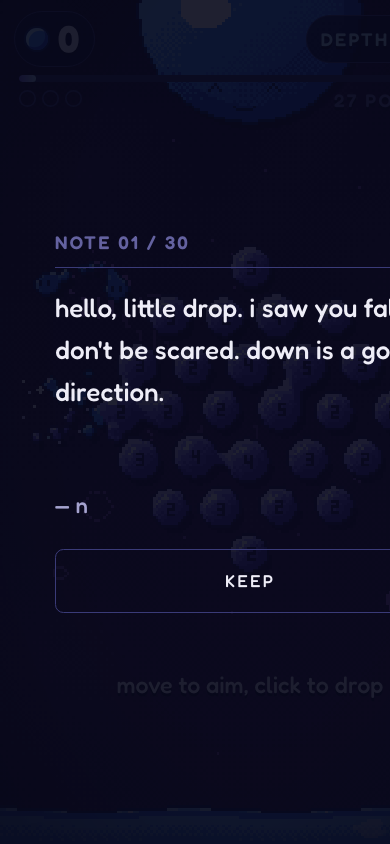 0
DEPTH
27 PO
NOTE 01 / 30
hello, little drop. i saw you fal
don't be scared. down is a go
direction.
— n
KEEP
move to aim, click to drop